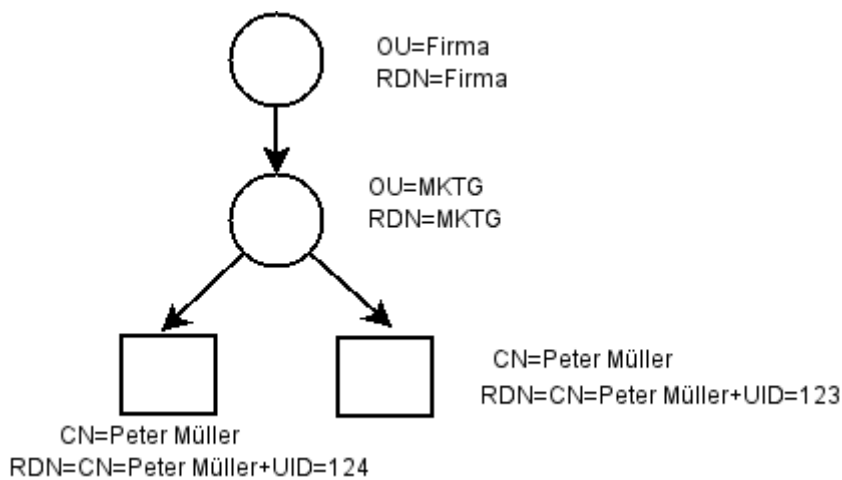 OU=Firma
RDN=Firma
OU=MKTG
RDN=MKTG
CN=Peter Müller
RDN=CN=Peter Müller+UID=123
CN=Peter Müller
RDN=CN=Peter Müller+UID=124